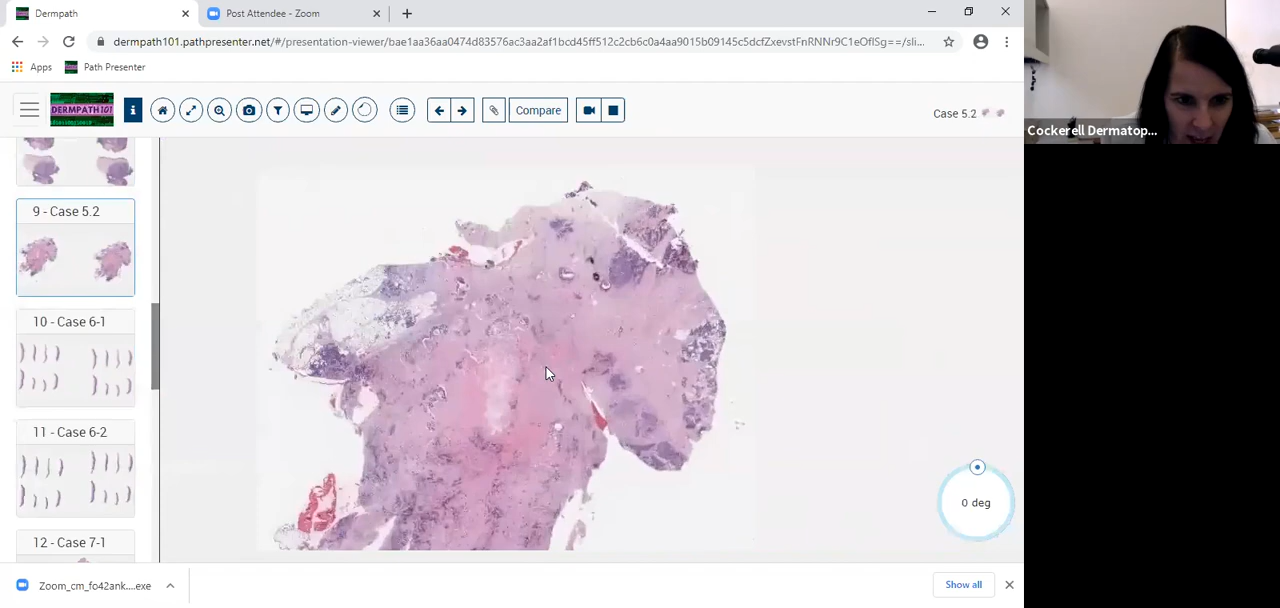 Dermpath
Post Attendee - Zoom
dermpath101.pathpresenter.net/#/presentation-viewer/bae1aa36aa0474d83576ac3aa2af1bcd45ff512c2cb6c0a4aa9015b09145c5dcfZxevstFnRNNr9C1eOflSg==/sli...
Apps
Path Presenter
DERMPATH101
Compare
Case 5.2
Cockerell Dermatop...
9 - Case 5.2
10 - Case 6-1
11 - Case 6-2
12 - Case 7-1
0 deg
Zoom_cm_fo42ank....exe
Show all